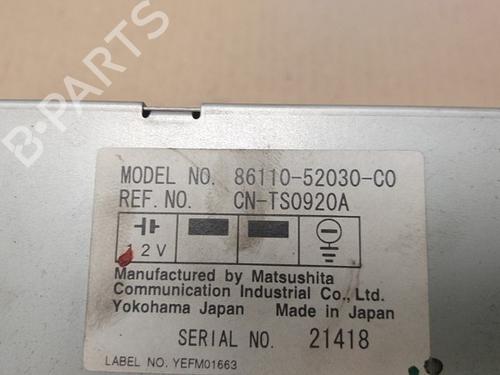 MODEL NO. 86110-52030-C0
REF. NO. CN-TS0920A
12V
Manufactured by Matsushita
Communication Industrial Co., Ltd.
Yokohama Japan Made in Japan
SERIAL NO. 21418
LABEL NO. YEFM01663
B-PARTS